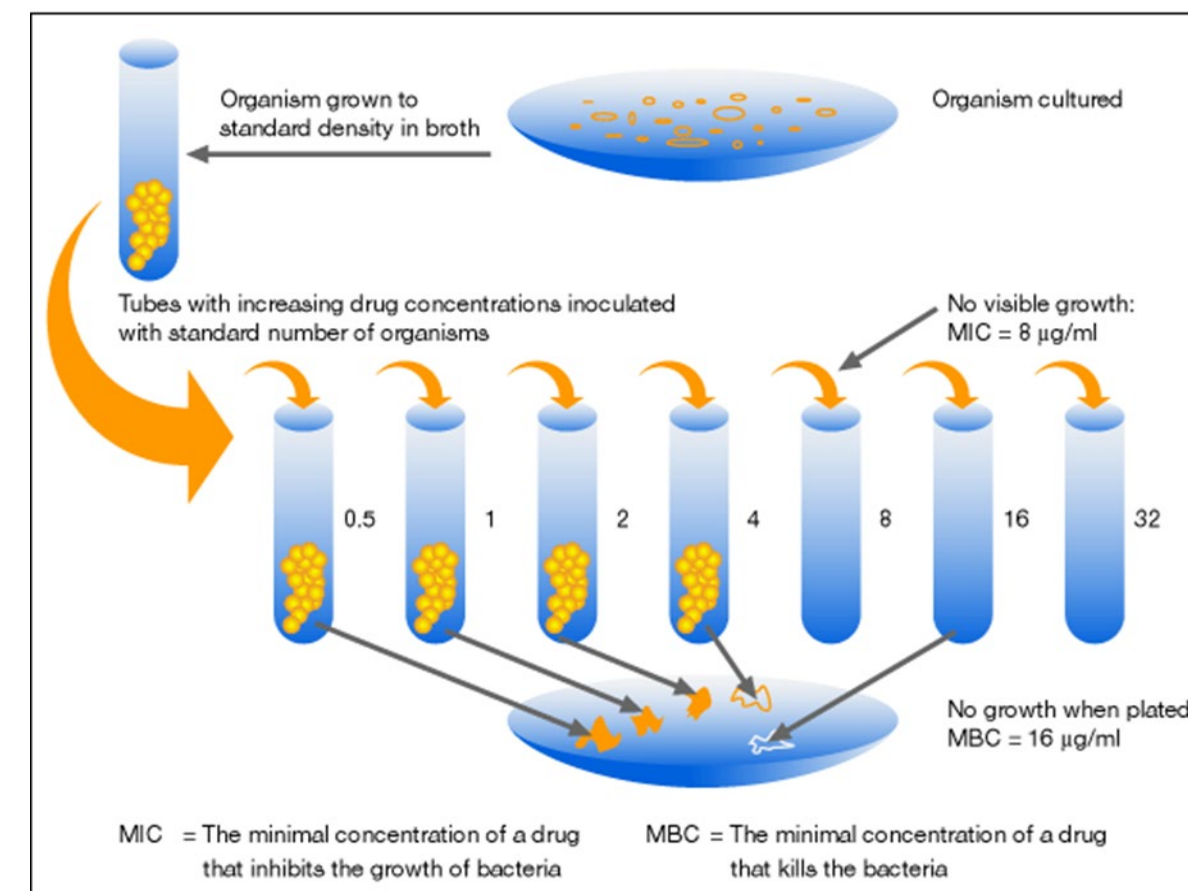 Organism grown to
standard density in broth
Organism cultured
Tubes with increasing drug concentrations inoculated
with standard number of organisms
No visible growth:
MIC = 8 μg/ml
0.5
1
2
4
8
16
32
No growth when plated
MBC = 16 μg/ml
MIC = The minimal concentration of a drug
that inhibits the growth of bacteria
MBC = The minimal concentration of a drug
that kills the bacteria